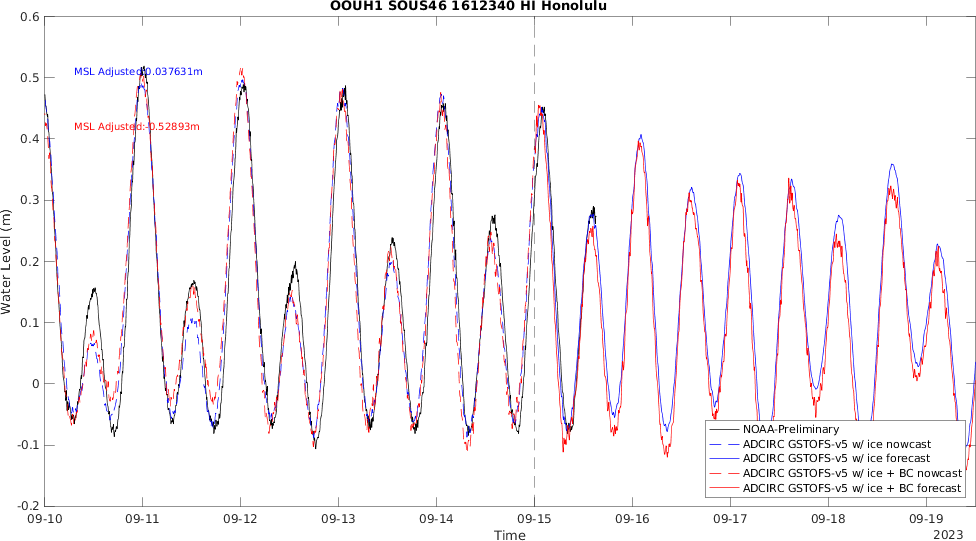 OOUH1 SOUS46 1612340 HI Honolulu
0.6
0.5
0.4
0.3
0.2
0.1
0
-0.1
-0.2
Water Level (m)
MSL Adjusted:0.037631m
MSL Adjusted:-0.52893m
NOAA-Preliminary
ADCIRC GSTOFS-v5 w/ ice nowcast
ADCIRC GSTOFS-v5 w/ ice forecast
ADCIRC GSTOFS-v5 w/ ice + BC nowcast
ADCIRC GSTOFS-v5 w/ ice + BC forecast
09-10 09-11 09-12 09-13 09-14 09-15 09-16 09-17 09-18 09-19
Time
2023